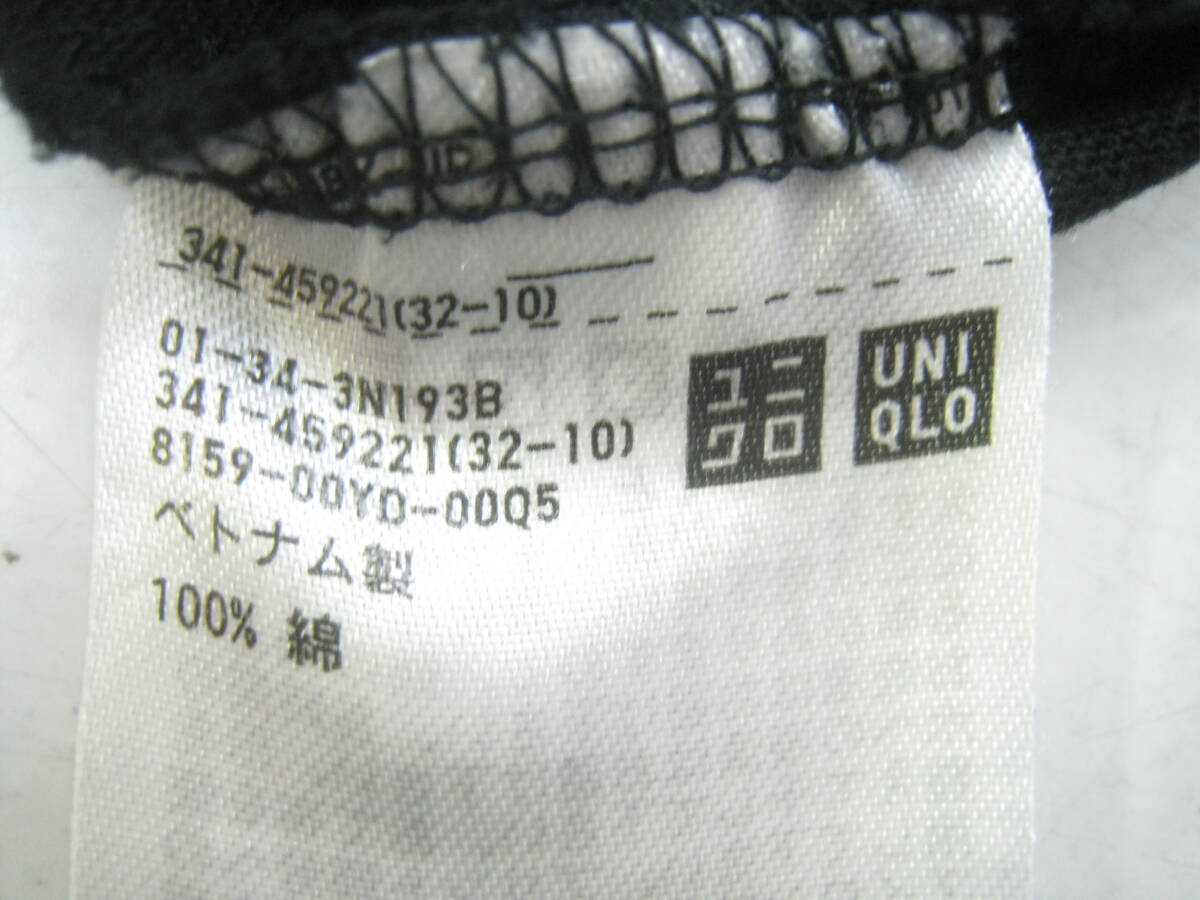 341-459221(32-10)
01-34-3N193B
341-459221(32-10)
8159-00YD-00Q5
ベトナム製
100% 綿
ユニ
クロ
UNI
QLO